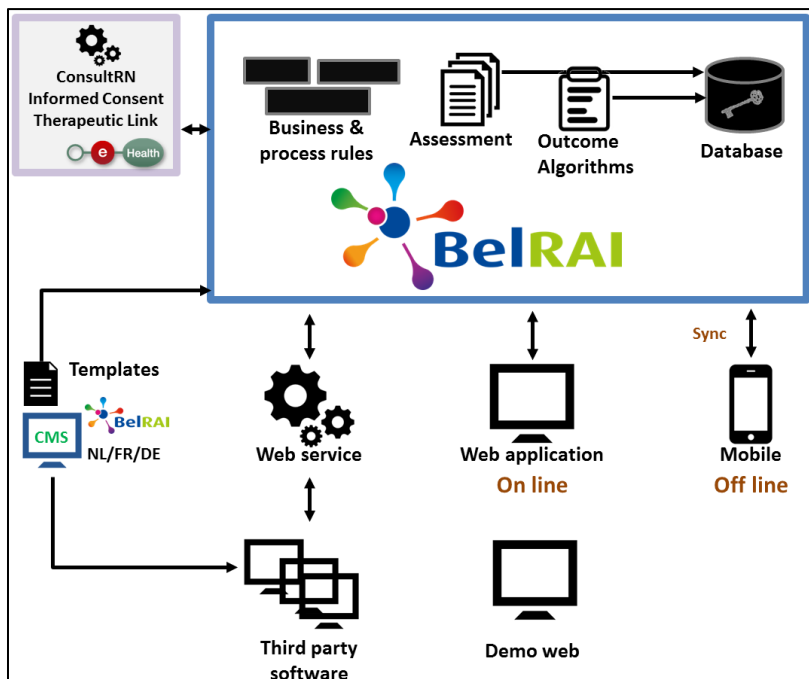 ConsultRN
Informed Consent
Therapeutic Link
e Health
Business &
process rules
Assessment
Outcome
Algorithms
Database
BelRAI
Templates
CMS
BelRAI
NL/FR/DE
Web service
Web application
On line
Sync
Mobile
Off line
Third party
software
Demo web